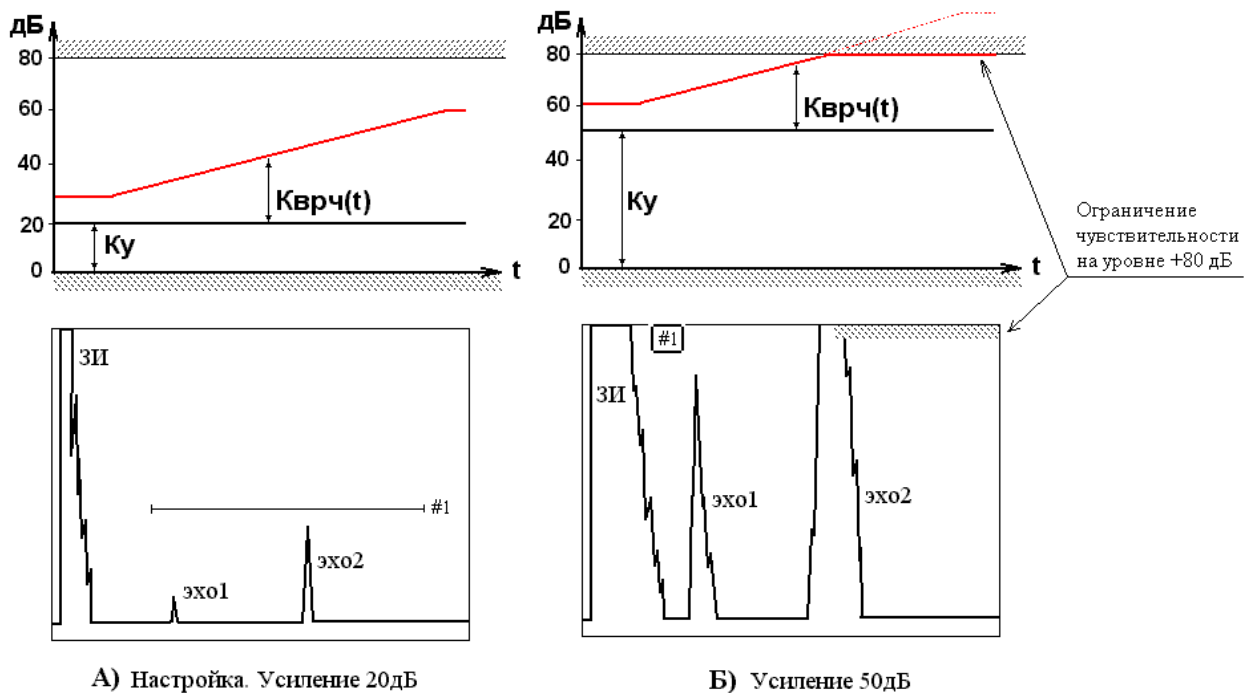 дБ
80
60
40
20
0
Кврч(t)
Ку
t
ЗИ
#1
эхо1
эхо2
А) Настройка. Усиление 20дБ
дБ
80
60
40
20
0
Кврч(t)
Ку
t
Ограничение
чувствительности
на уровне +80 дБ
#1
ЗИ
эхо1
эхо2
Б) Усиление 50дБ